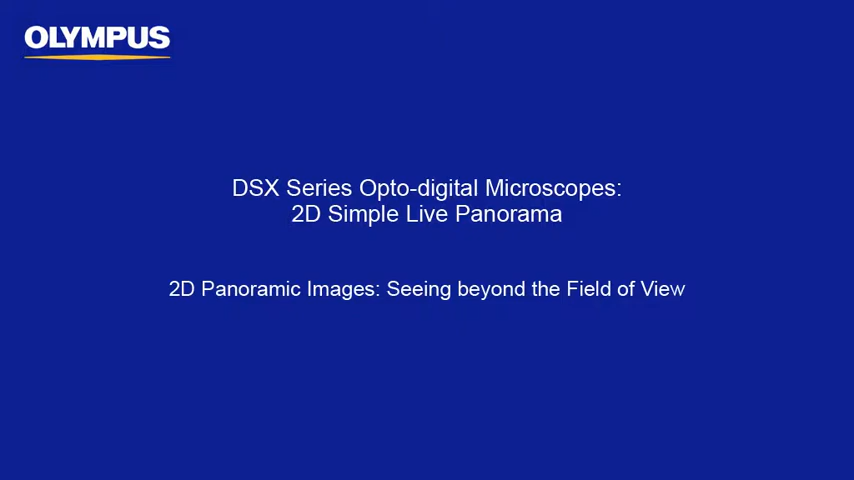 OLYMPUS
DSX Series Opto-digital Microscopes:
2D Simple Live Panorama
2D Panoramic Images: Seeing beyond the Field of View